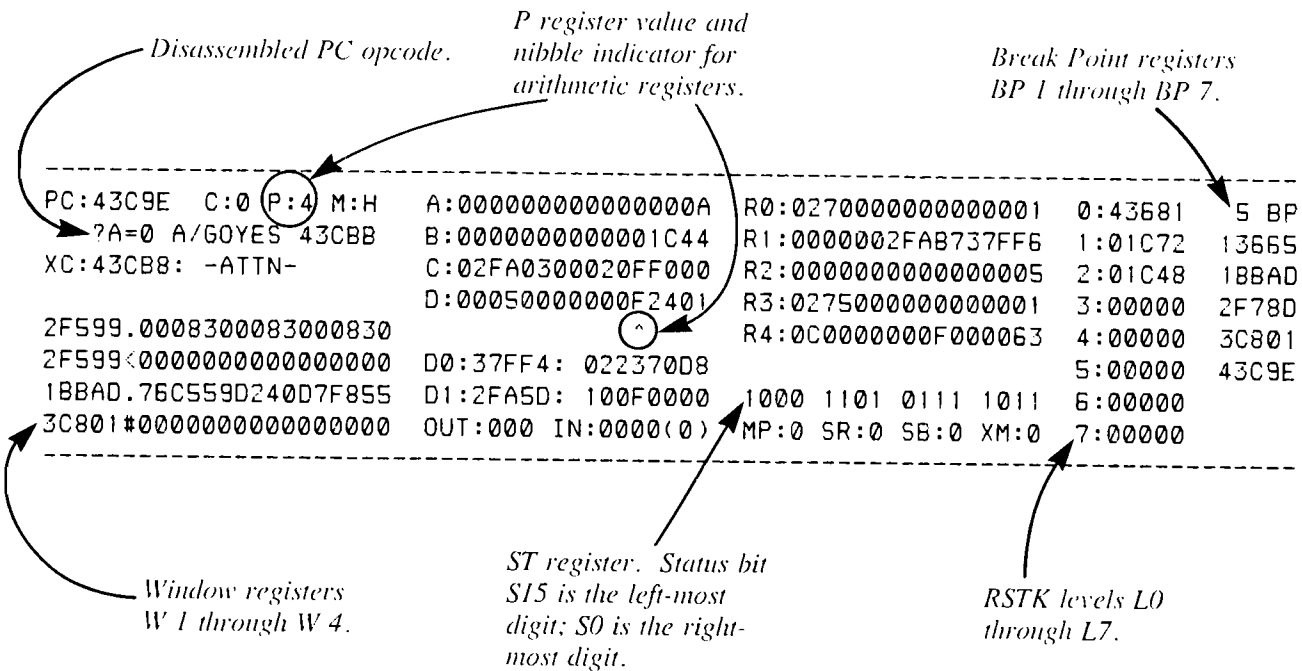 Disassembled PC opcode.
P register value and
nibble indicator for
arithmetic registers.
Break Point registers
BP 1 through BP 7.
PC:43C9E C:0 P:4 M:H A:000000000000000A R0:0270000000000001 0:43681 5 BP
?A=0 A/GOYES 43CBB B:0000000000001C44 R1:0000002FAB737FF6 1:01C72 13665
XC:43CB8: -ATTN- C:02FA0300020FF000 R2:0000000000000005 2:01C48 1BBAD
D:00050000000F2401 R3:0275000000000001 3:00000 2F78D
2F599.0008300083000830 ^ R4:0C0000000F000063 4:00000 3C801
2F599<0000000000000000 D0:37FF4: 022370D8 5:00000 43C9E
1BBAD.76C559D240D7F855 D1:2FA5D: 100F0000 1000 1101 0111 1011 6:00000
3C801#0000000000000000 OUT:000 IN:0000(0) MP:0 SR:0 SB:0 XM:0 7:00000
Window registers
W 1 through W 4.
ST register. Status bit
S15 is the left-most
digit; S0 is the right-
most digit.
RSTK levels L0
through L7.